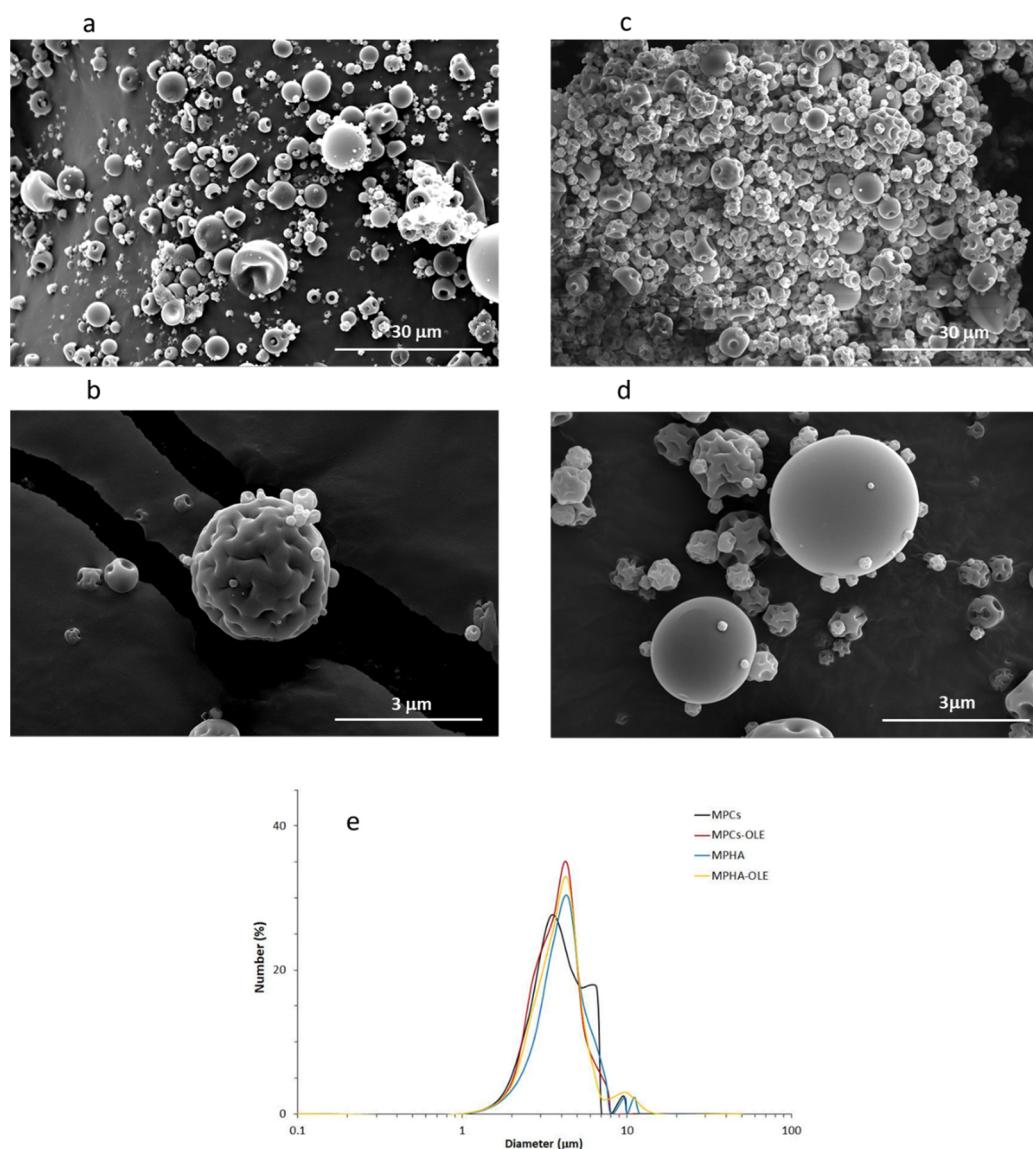 a
c
30 µm
30 µm
b
d
3 µm
3µm
e
MPCs
MPCs-OLE
MPHA
MPHA-OLE
40
20
0
Number (%)
0.1
1
10
100
Diameter (µm)